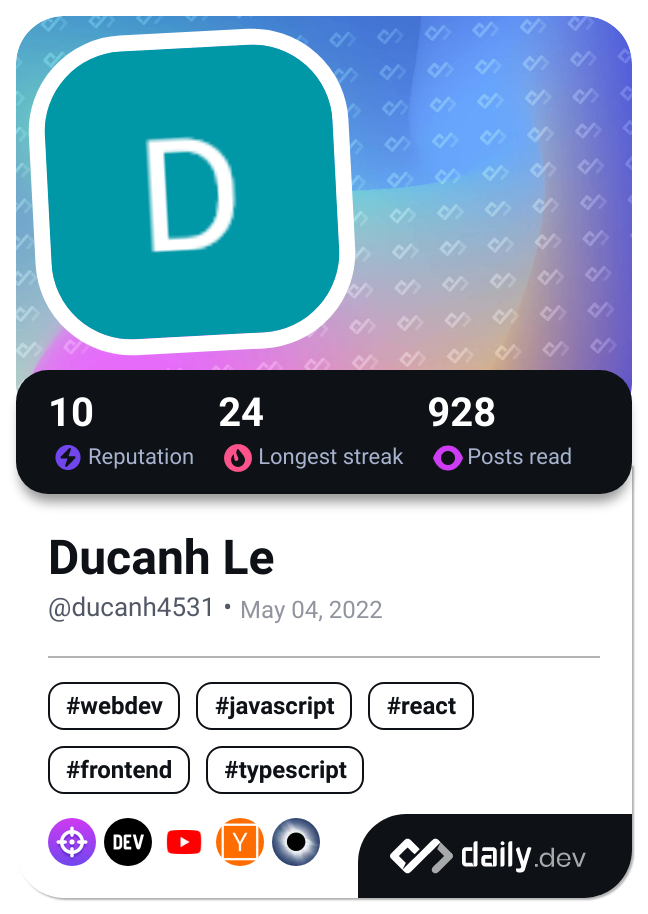 D
10 24 928
Reputation Longest streak Posts read
Ducanh Le
@ducanh4531 • May 04, 2022
#webdev #javascript #react
#frontend #typescript
DEV Y daily.dev